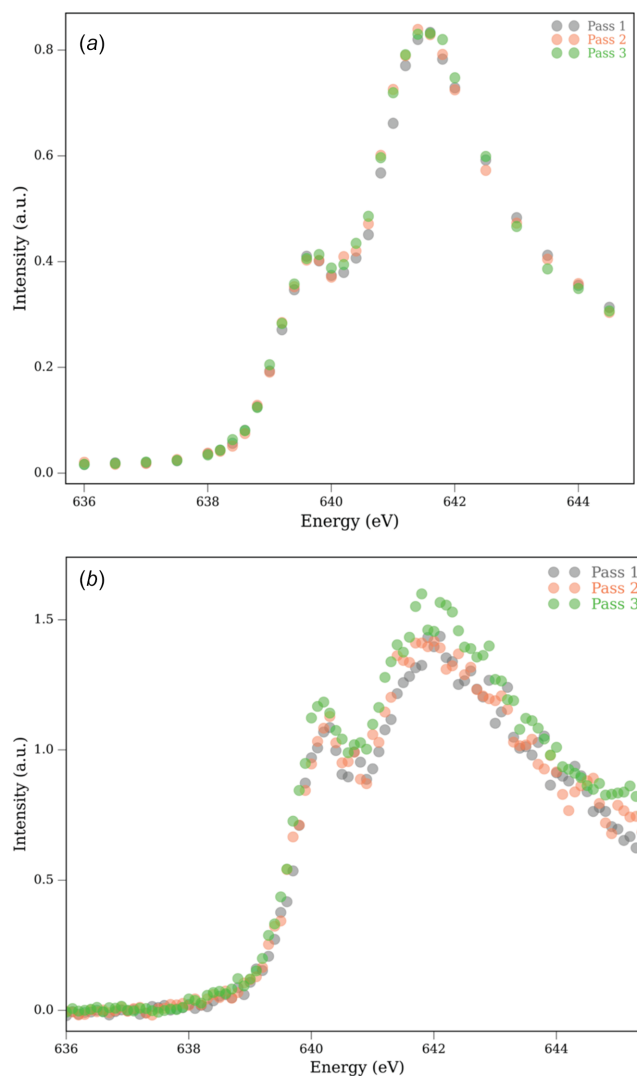 (a)
Pass 1
Pass 2
Pass 3
0.8
0.6
0.4
0.2
0.0
Intensity (a.u.)
636 638 640 642 644
Energy (eV)
(b)
Pass 1
Pass 2
Pass 3
1.5
1.0
0.5
0.0
Intensity (a.u.)
636 638 640 642 644
Energy (eV)